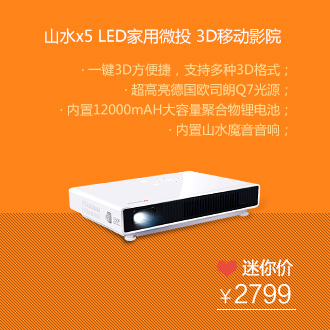 山水x5 LED家用微投 3D移动影院
· 一键3D方便捷，支持多种3D格式；
· 超高亮德国欧司朗Q7光源；
· 内置12000mAH大容量聚合物锂电池；
· 内置山水魔音音响；
迷你价
￥2799